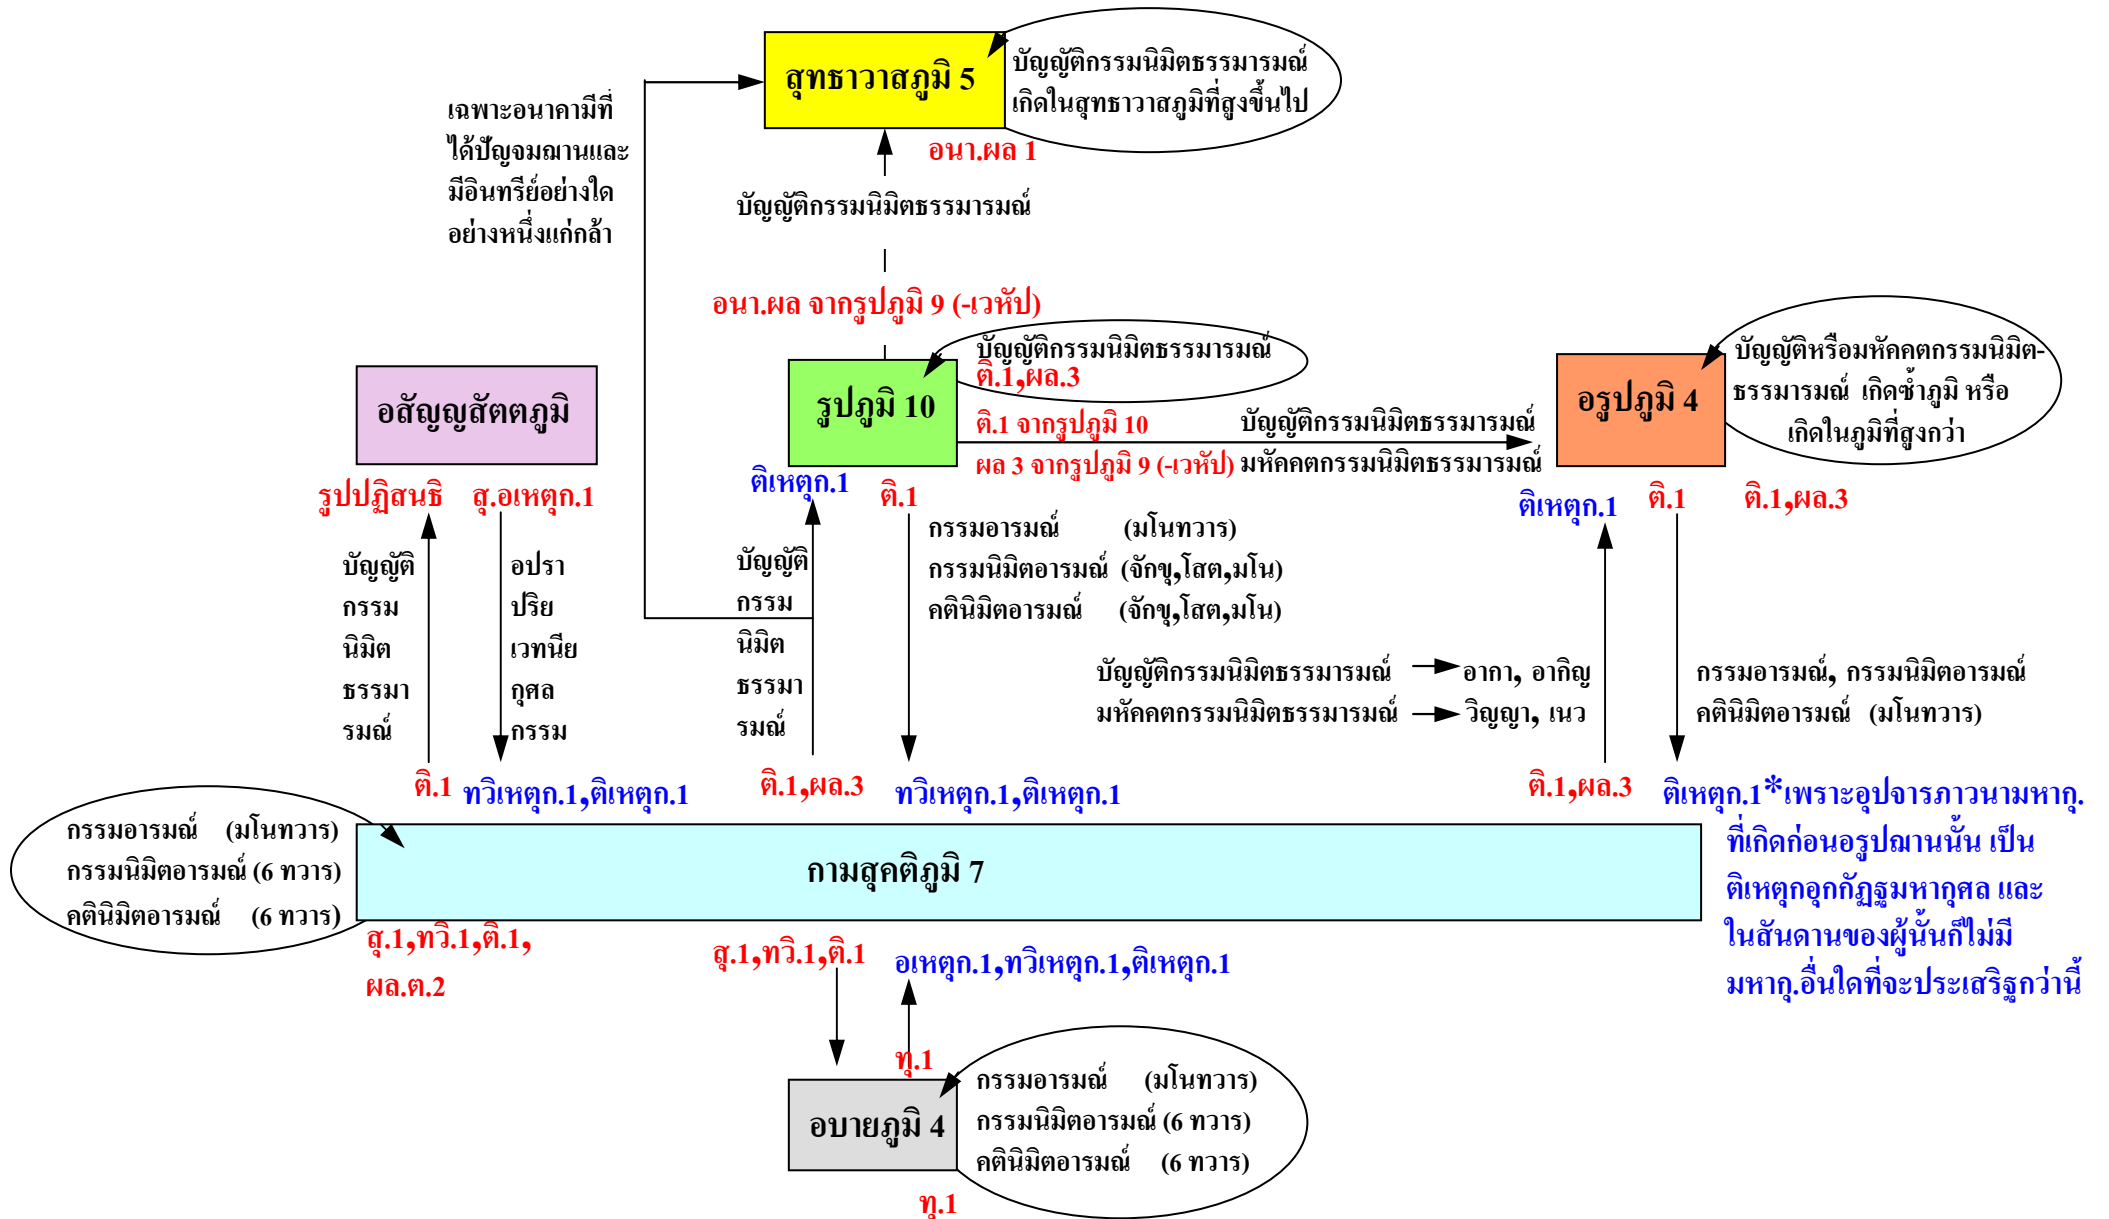 สุทธาวาสภูมิ 5
บัญญัติกรรมนิมิตธรรมารมณ์
เกิดในสุทธาวาสภูมิที่สูงขึ้นไป
อนา.ผล 1
เฉพาะอนาคามีที่
ได้ปัญจมฌานและ
มีอินทรีย์อย่างใด
อย่างหนึ่งแก่กล้า
บัญญัติกรรมนิมิตธรรมารมณ์
อนา.ผล จากรูปภูมิ 9 (-เวหัป)
อสัญญสัตตภูมิ
รูปภูมิ 10
บัญญัติกรรมนิมิตธรรมารมณ์
ติ.1,ผล.3
ติ.1 จากรูปภูมิ 10
ผล 3 จากรูปภูมิ 9 (-เวหัป)
บัญญัติกรรมนิมิตธรรมารมณ์
มหัคคตกรรมนิมิตธรรมารมณ์
อรูปภูมิ 4
บัญญัติหรือมหัคคตกรรมนิมิต-
ธรรมารมณ์ เกิดซ้ำภูมิ หรือ
เกิดในภูมิที่สูงกว่า
รูปปฏิสนธิ
สุ.อเหตุก.1
ติเหตุก.1
ติ.1
ติเหตุก.1
ติ.1
ติ.1,ผล.3
บัญญัติ
กรรม
นิมิต
ธรรมา
รมณ์
อปรา
ปริย
เวทนีย
กุศล
กรรม
บัญญัติ
กรรม
นิมิต
ธรรมา
รมณ์
กรรมอารมณ์ (มโนทวาร)
กรรมนิมิตอารมณ์ (จักขุ,โสต,มโน)
คตินิมิตอารมณ์ (จักขุ,โสต,มโน)
บัญญัติกรรมนิมิตธรรมารมณ์ อากา, อากิญ
มหัคคตกรรมนิมิตธรรมารมณ์ วิญญา, เนว
กรรมอารมณ์, กรรมนิมิตอารมณ์
คตินิมิตอารมณ์ (มโนทวาร)
ติ.1
ทวิเหตุก.1,ติเหตุก.1
ติ.1,ผล.3
ทวิเหตุก.1,ติเหตุก.1
ติ.1,ผล.3
ติเหตุก.1*เพราะอุปจารภาวนามหากุ.
ที่เกิดก่อนอรูปฌานนั้น เป็น
ติเหตุกอุกกัฏฐมหากุศล และ
ในสันดานของผู้นั้นก็ไม่มี
มหากุ.อื่นใดที่จะประเสริฐกว่านี้
กรรมอารมณ์ (มโนทวาร)
กรรมนิมิตอารมณ์ (6 ทวาร)
คตินิมิตอารมณ์ (6 ทวาร)
กามสุคติภูมิ 7
สุ.1,ทวิ.1,ติ.1,
ผล.ต.2
สุ.1,ทวิ.1,ติ.1
อเหตุก.1,ทวิเหตุก.1,ติเหตุก.1
ทุ.1
อบายภูมิ 4
กรรมอารมณ์ (มโนทวาร)
กรรมนิมิตอารมณ์ (6 ทวาร)
คตินิมิตอารมณ์ (6 ทวาร)
ทุ.1